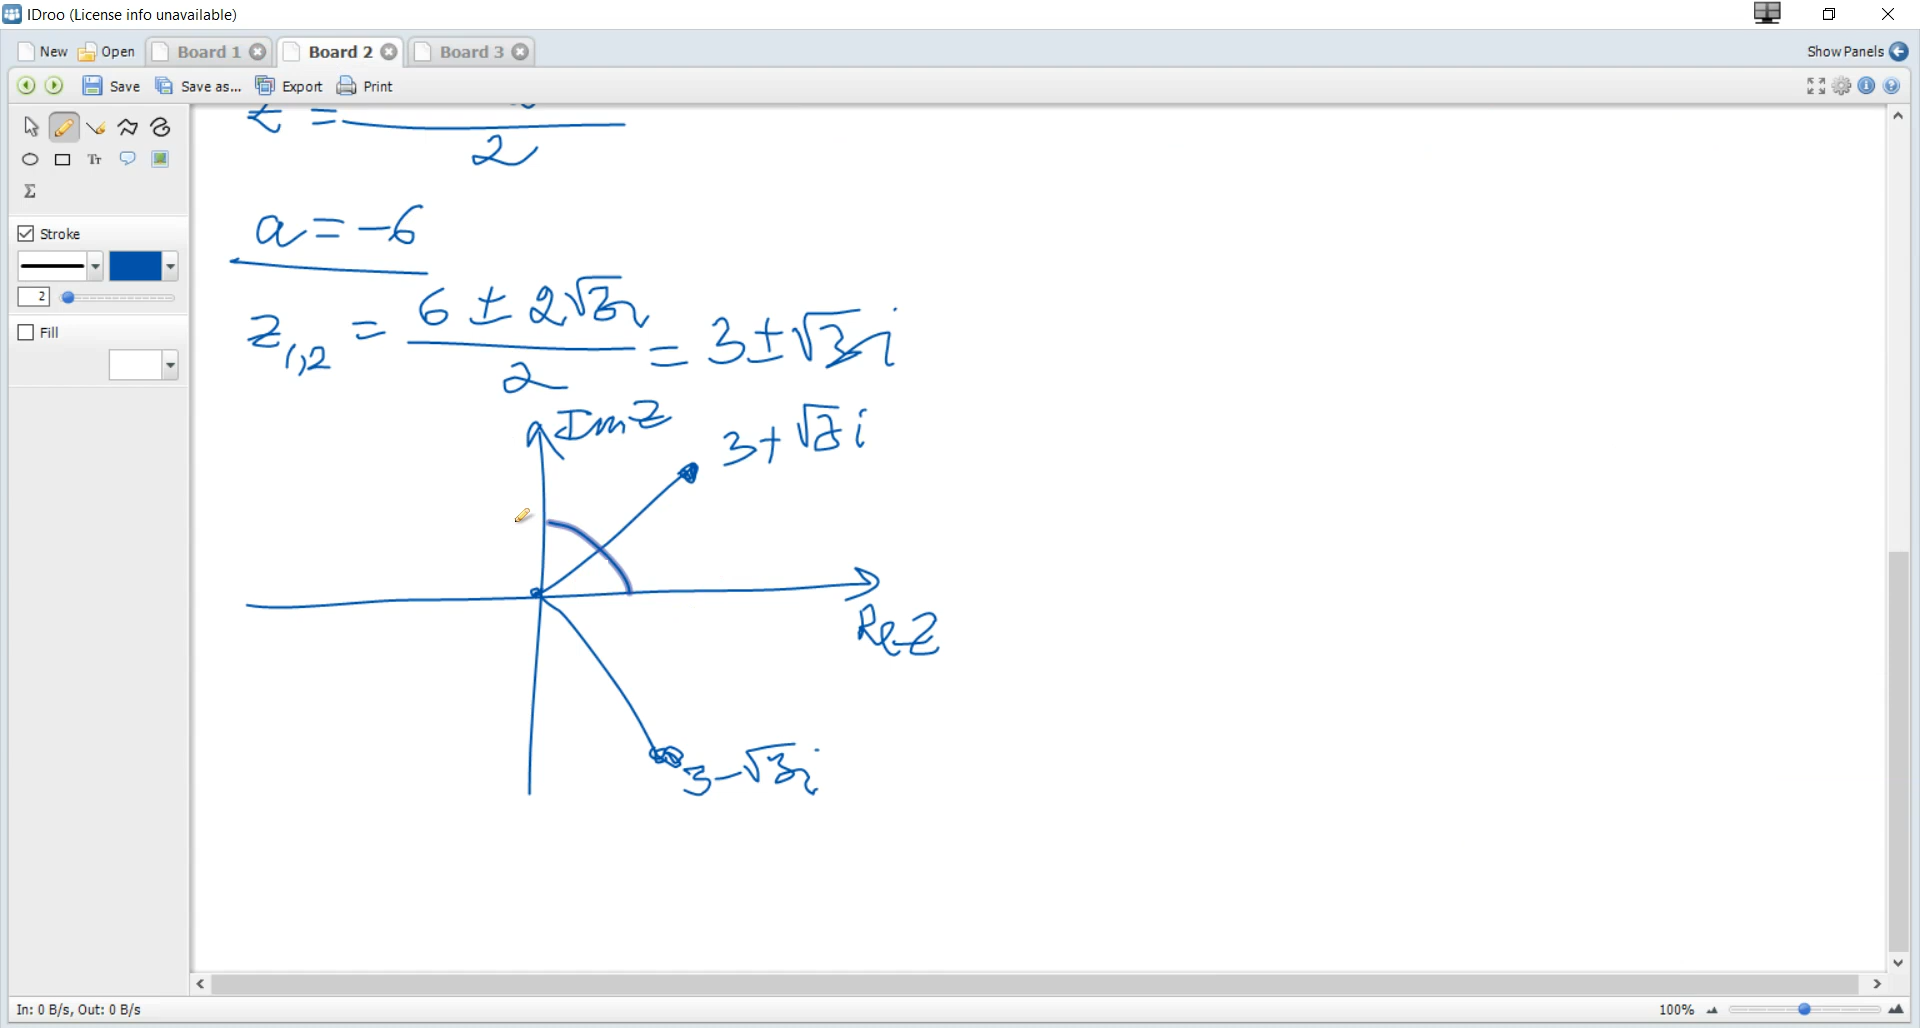 IDroo (License info unavailable)
New Open Board 1 Board 2 Board 3 Show Panels
Save Save as... Export Print
z =
2
Tt
Σ
a = -6
Stroke
z₁,₂ = (6 ± 2√3i)/2 = 3 ± √3i
2
Fill
Im z
3 + √3 i
Re z
3 - √3i
In: 0 B/s, Out: 0 B/s 100%